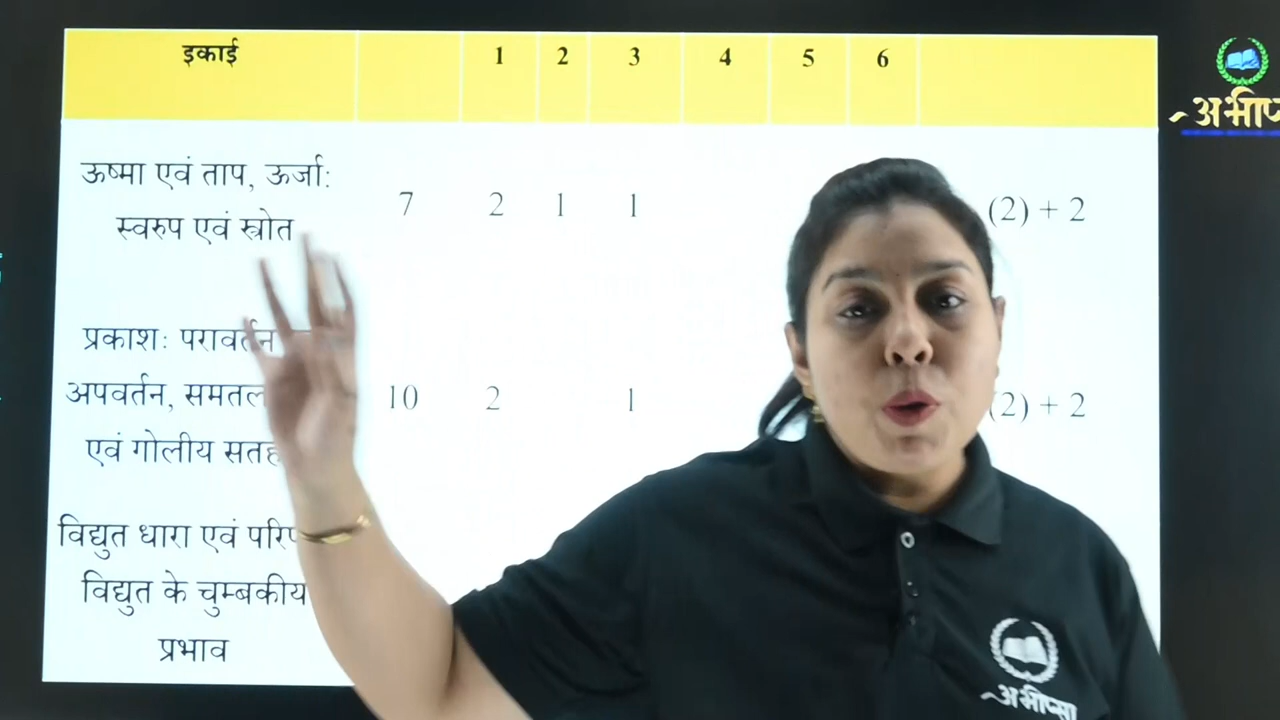 इकाई 1 2 3 4 5 6
ऊष्मा एवं ताप, ऊर्जा:
स्वरुप एवं स्त्रोत
7 2 1 1 (2) + 2
प्रकाश: परावर्तन
अपवर्तन, समतल
एवं गोलीय सतह
10 2 1 (2) + 2
विद्युत धारा एवं
विद्युत के चुम्बकीय
प्रभाव
अभीप्सा